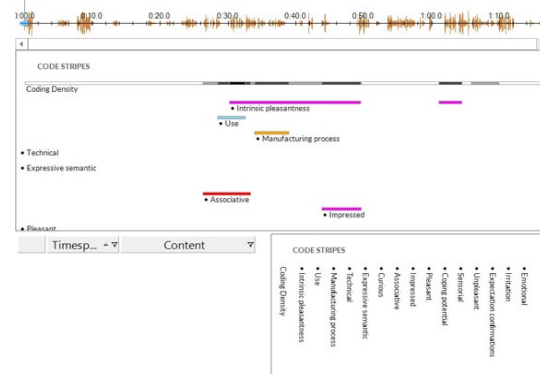 0:00.0 0:10.0 0:20.0 0:30.0 0:40.0 0:50.0 1:00.0 1:10.0
CODE STRIPES
Coding Density
• Intrinsic pleasantness
• Use
• Manufacturing process
• Technical
• Expressive semantic
• Associative
• Impressed
• Pleasant
Timesp... Content
CODE STRIPES
Coding Density
• Intrinsic pleasantness
• Use
• Manufacturing process
• Technical
• Expressive semantic
• Curious
• Associative
• Impressed
• Pleasant
• Coping potential
• Sensorial
• Unpleasant
• Expectation confirmations
• Irritation
• Emotional